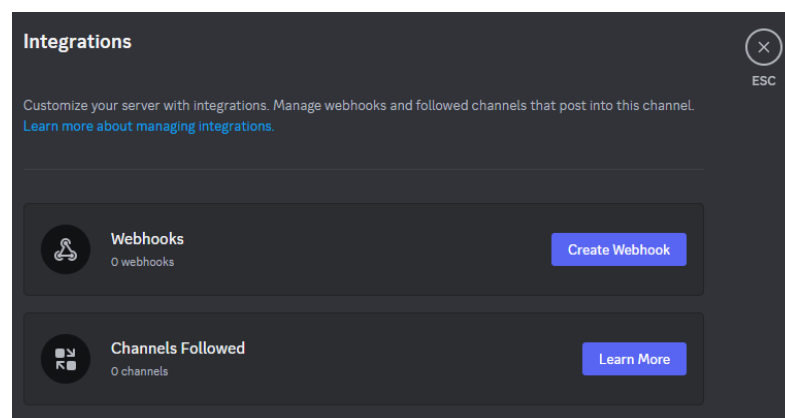 Integrations
ESC
Customize your server with integrations. Manage webhooks and followed channels that post into this channel.
Learn more about managing integrations.
Webhooks
0 webhooks
Create Webhook
Channels Followed
0 channels
Learn More